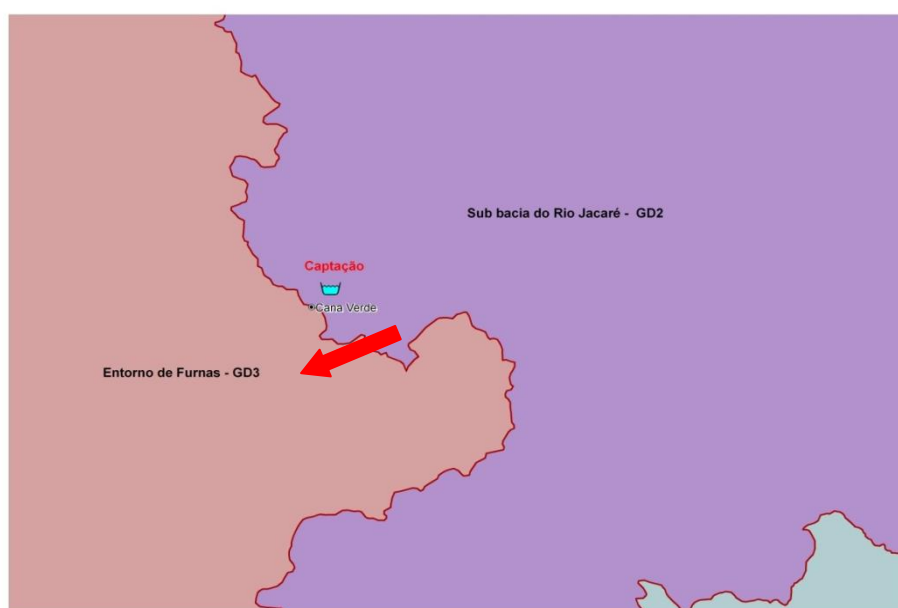 Sub bacia do Rio Jacaré - GD2
Captação
Cana Verde
Entorno de Furnas - GD3